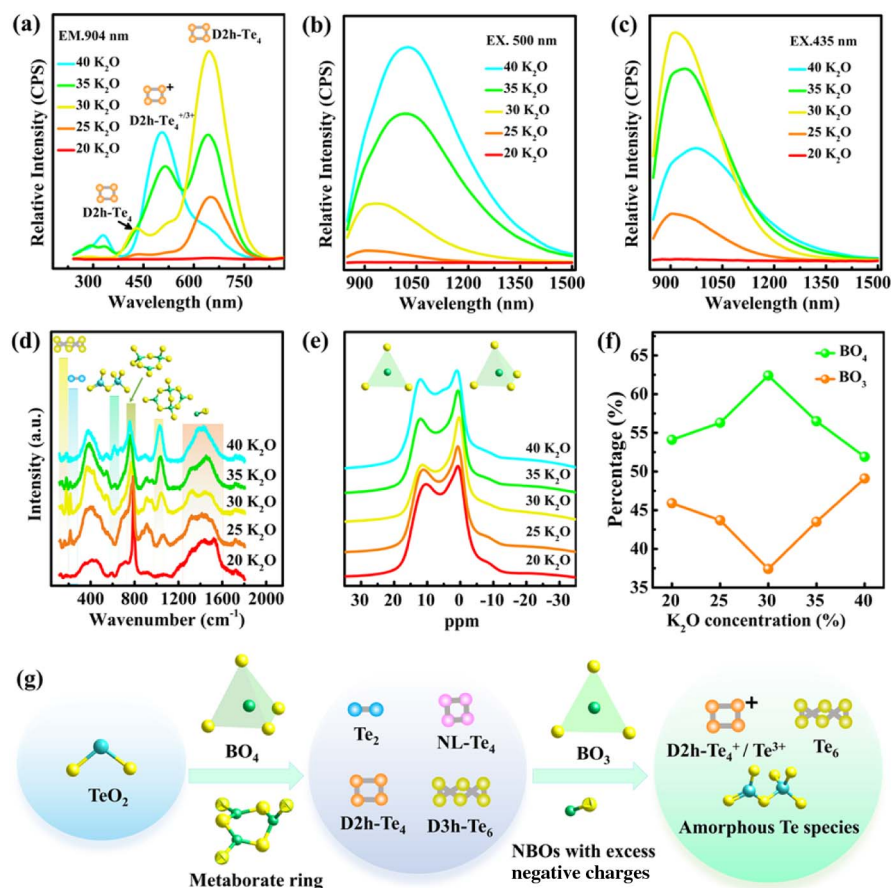 (a)
EM.904 nm
40 K₂O
35 K₂O
30 K₂O
25 K₂O
20 K₂O
D2h-Te₄
+
D2h-Te₄⁺/³⁺
D2h-Te₄
Relative Intensity (CPS)
300 450 600 750
Wavelength (nm)
(b)
EX. 500 nm
40 K₂O
35 K₂O
30 K₂O
25 K₂O
20 K₂O
Relative Intensity (CPS)
900 1050 1200 1350 1500
Wavelength (nm)
(c)
EX.435 nm
40 K₂O
35 K₂O
30 K₂O
25 K₂O
20 K₂O
Relative Intensity (CPS)
900 1050 1200 1350 1500
Wavelength (nm)
(d)
40 K₂O
35 K₂O
30 K₂O
25 K₂O
20 K₂O
Intensity (a.u.)
400 800 1200 1600 2000
Wavenumber (cm⁻¹)
(e)
40 K₂O
35 K₂O
30 K₂O
25 K₂O
20 K₂O
30 20 10 0 -10 -20 -30
ppm
(f)
BO₄
BO₃
Percentage (%)
65
60
55
50
45
40
35
20 25 30 35 40
K₂O concentration (%)
(g)
TeO₂
BO₄
Metaborate ring
Te₂
NL-Te₄
D2h-Te₄
D3h-Te₆
BO₃
NBOs with excess
negative charges
+
D2h-Te₄⁺ / Te³⁺
Te₆
Amorphous Te species